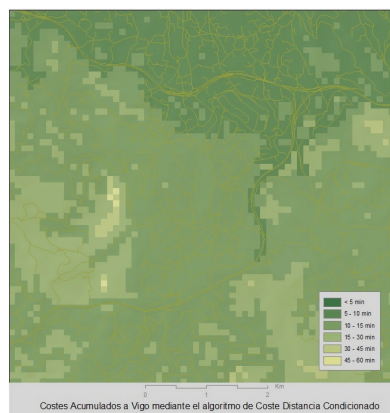 < 5 min
5 - 10 min
10 - 15 min
15 - 30 min
30 - 45 min
45 - 60 min
Km
0 1 2
Costes Acumulados a Vigo mediante el algoritmo de Coste Distancia Condicionado